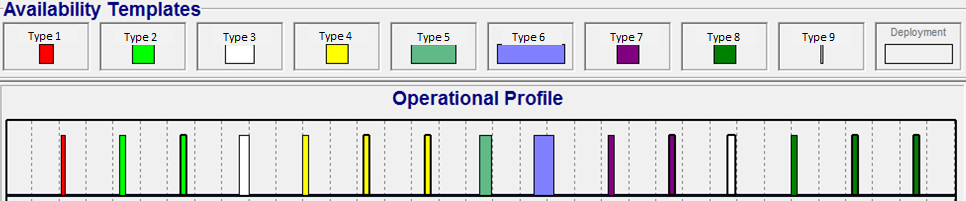 Availability Templates
Type 1 Type 2 Type 3 Type 4 Type 5 Type 6 Type 7 Type 8 Type 9 Deployment
Operational Profile